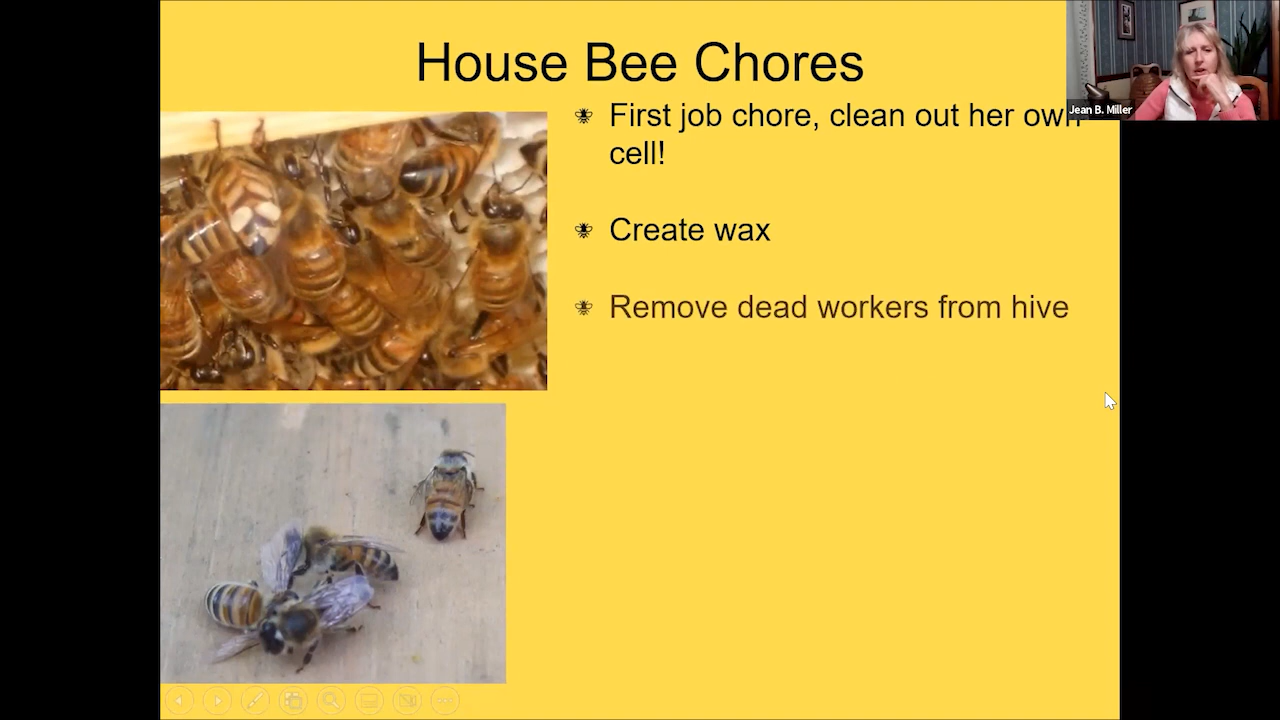 House Bee Chores
First job chore, clean out her own
cell!
Create wax
Remove dead workers from hive
Jean B. Miller